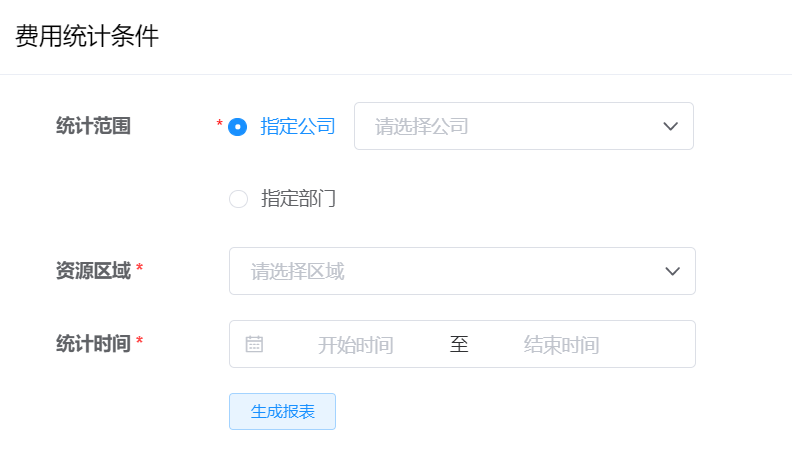 费用统计条件
统计范围 * 指定公司 请选择公司
指定部门
资源区域 * 请选择区域
统计时间 * 开始时间 至 结束时间
生成报表